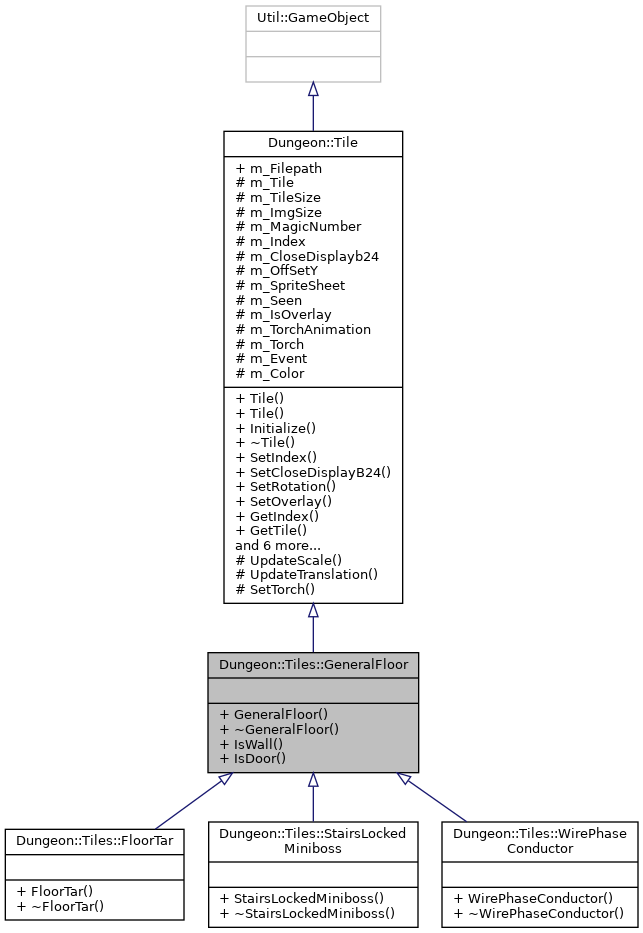 Util::GameObject
Dungeon::Tile
+ m_Filepath
# m_Tile
# m_TileSize
# m_ImgSize
# m_MagicNumber
# m_Index
# m_CloseDisplayb24
# m_OffSetY
# m_SpriteSheet
# m_Seen
# m_IsOverlay
# m_TorchAnimation
# m_Torch
# m_Event
# m_Color
+ Tile()
+ Tile()
+ Initialize()
+ ~Tile()
+ SetIndex()
+ SetCloseDisplayB24()
+ SetRotation()
+ SetOverlay()
+ GetIndex()
+ GetTile()
and 6 more...
# UpdateScale()
# UpdateTranslation()
# SetTorch()
Dungeon::Tiles::GeneralFloor
+ GeneralFloor()
+ ~GeneralFloor()
+ IsWall()
+ IsDoor()
Dungeon::Tiles::FloorTar
+ FloorTar()
+ ~FloorTar()
Dungeon::Tiles::StairsLocked
Miniboss
+ StairsLockedMiniboss()
+ ~StairsLockedMiniboss()
Dungeon::Tiles::WirePhase
Conductor
+ WirePhaseConductor()
+ ~WirePhaseConductor()